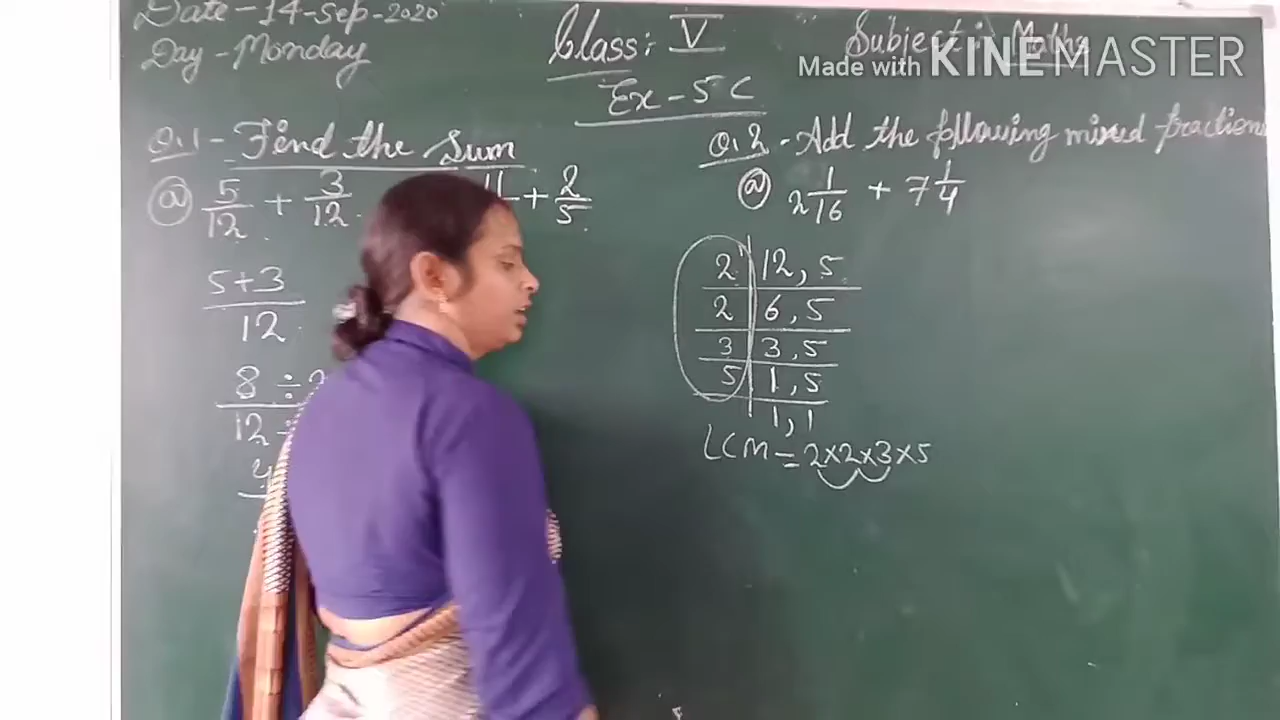 Date -14-Sep-2020
Day - Monday
Class: V
Subject: Maths
Made with KINEMASTER
Ex - 5 C
Q.1 - Find the Sum
(a) 5/12 + 3/12
11 + 2/5
5+3
12
8 ÷
12 ÷
Q.2 - Add the following mixed fractions
(a) 2 1/16 + 7 1/4
2 | 12, 5
2 | 6, 5
3 | 3, 5
5 | 1, 5
1, 1
LCM = 2×2×3×5